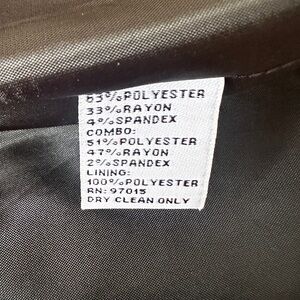 63%POLYESTER
33%RAYON
4%SPANDEX
COMBO:
51%POLYESTER
47%RAYON
2%SPANDEX
LINING:
100%POLYESTER
RN: 97015
DRY CLEAN ONLY